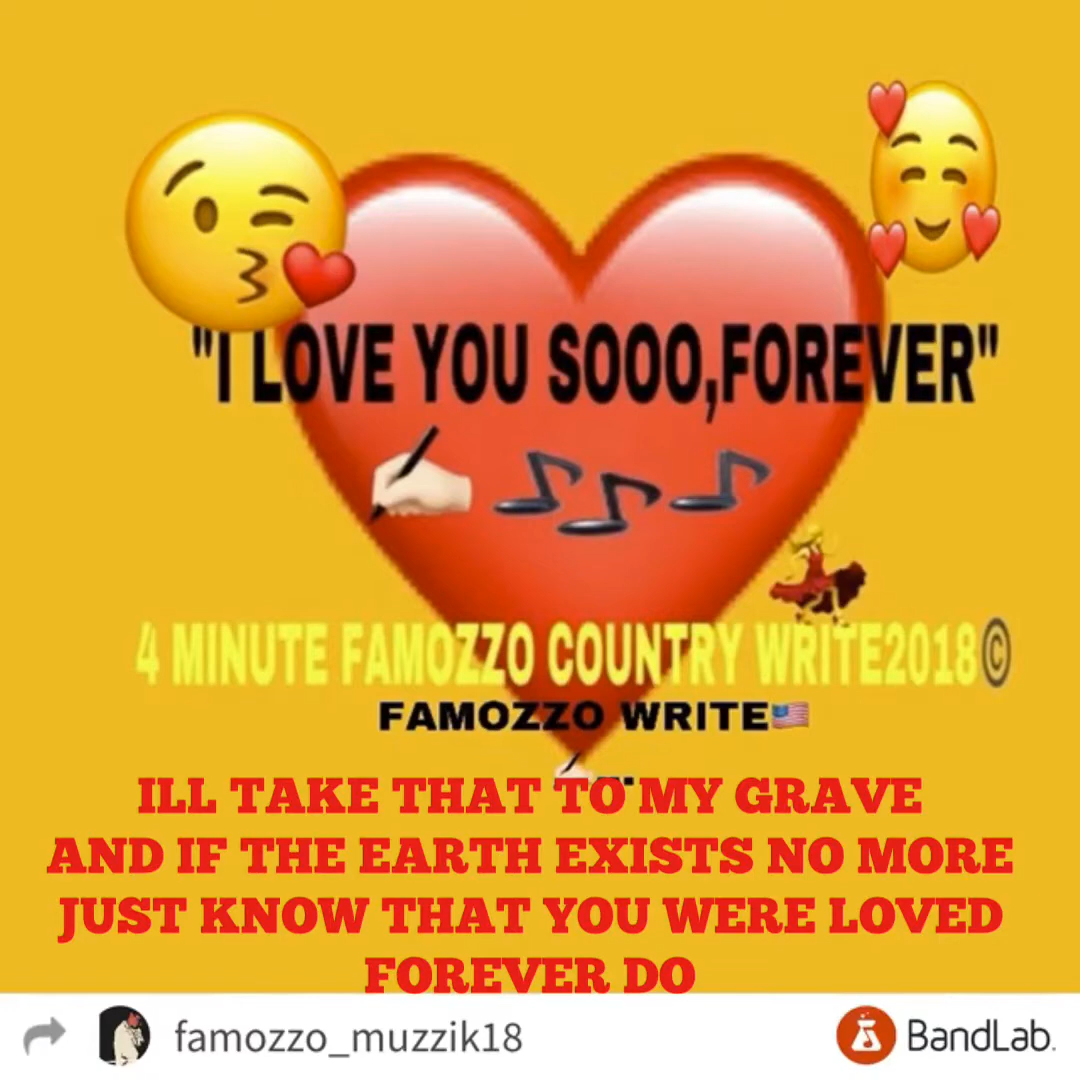 "I LOVE YOU SOOO,FOREVER"
4 MINUTE FAMOZZO COUNTRY WRITE2018©
FAMOZZO WRITE
ILL TAKE THAT TO MY GRAVE
AND IF THE EARTH EXISTS NO MORE
JUST KNOW THAT YOU WERE LOVED
FOREVER DO
famozzo_muzzik18
BandLab.